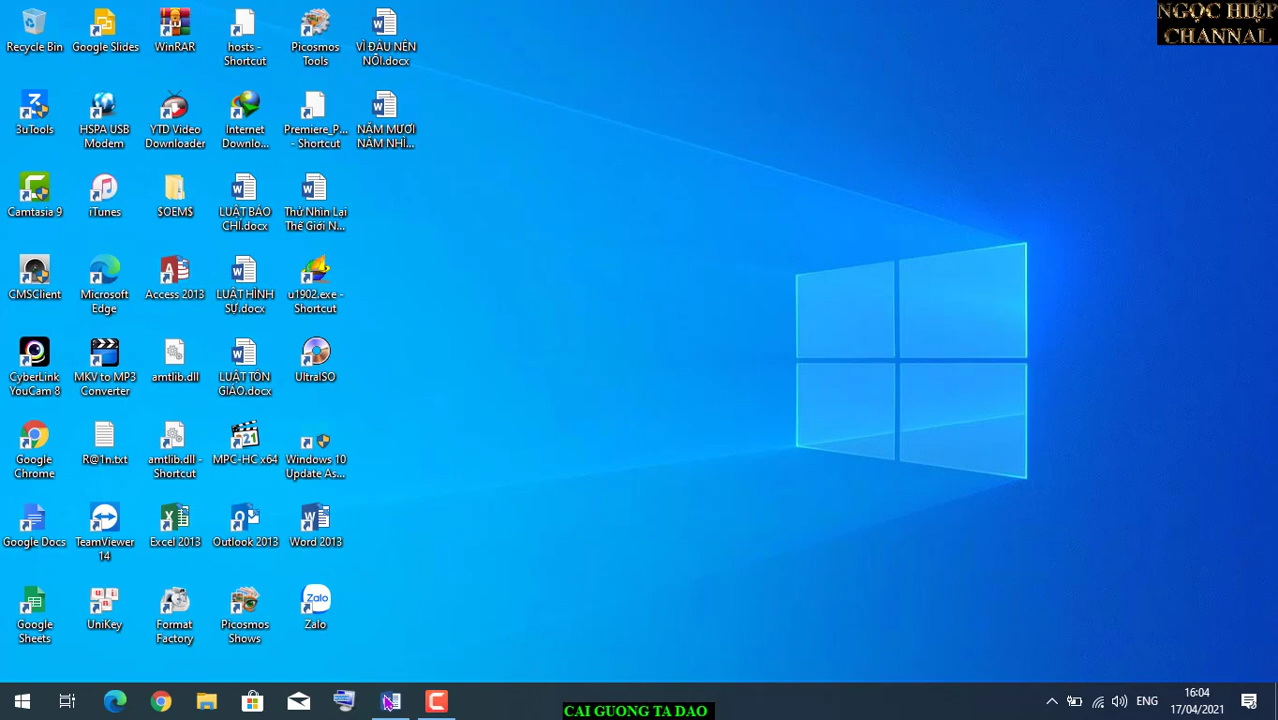 NGỌC HIỆP
CHANNAL
Recycle Bin
Google Slides
WinRAR
hosts -
Shortcut
Picosmos
Tools
VÌ ĐÂU NÊN
NỖI.docx
3uTools
HSPA USB
Modem
YTD Video
Downloader
Internet
Downlo...
Premiere_P...
- Shortcut
NĂM MƯƠI
NĂM NHÌ...
Camtasia 9
iTunes
$OEM$
LUẬT BÁO
CHÍ.docx
Thử Nhìn Lại
Thế Giới N...
CMSClient
Microsoft
Edge
Access 2013
LUẬT HÌNH
SỰ.docx
u1902.exe -
Shortcut
CyberLink
YouCam 8
MKV to MP3
Converter
amtlib.dll
LUẬT TÔN
GIÁO.docx
UltraISO
Google
Chrome
R@1n.txt
amtlib.dll -
Shortcut
MPC-HC x64
Windows 10
Update As...
Google Docs
TeamViewer
14
Excel 2013
Outlook 2013
Word 2013
Google
Sheets
UniKey
Format
Factory
Picosmos
Shows
Zalo
ENG
16:04
17/04/2021
CAI GUONG TA DAO